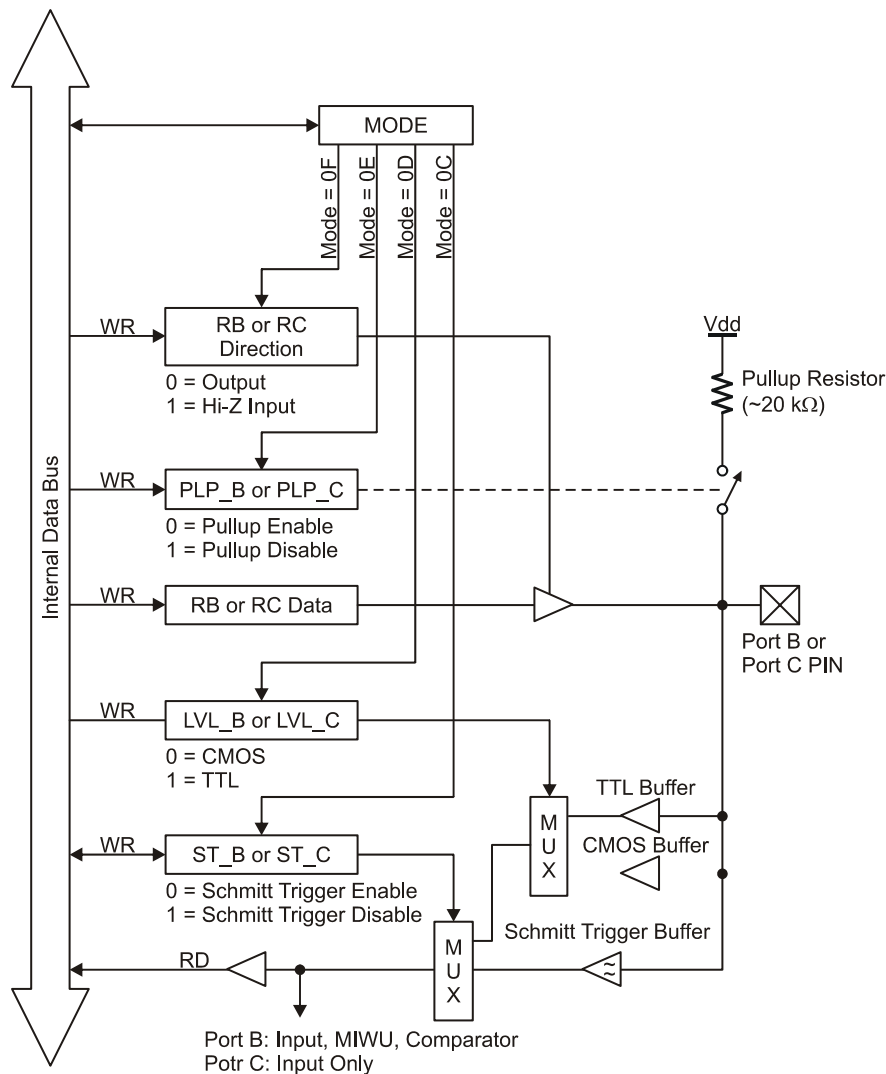 MODE
Mode = 0F
Mode = 0E
Mode = 0D
Mode = 0C
Internal Data Bus
WR
RB or RC
Direction
0 = Output
1 = Hi-Z Input
Vdd
Pullup Resistor
(~20 kΩ)
WR
PLP_B or PLP_C
0 = Pullup Enable
1 = Pullup Disable
WR
RB or RC Data
Port B or
Port C PIN
WR
LVL_B or LVL_C
0 = CMOS
1 = TTL
TTL Buffer
MUX
CMOS Buffer
WR
ST_B or ST_C
0 = Schmitt Trigger Enable
1 = Schmitt Trigger Disable
Schmitt Trigger Buffer
MUX
RD
Port B: Input, MIWU, Comparator
Potr C: Input Only